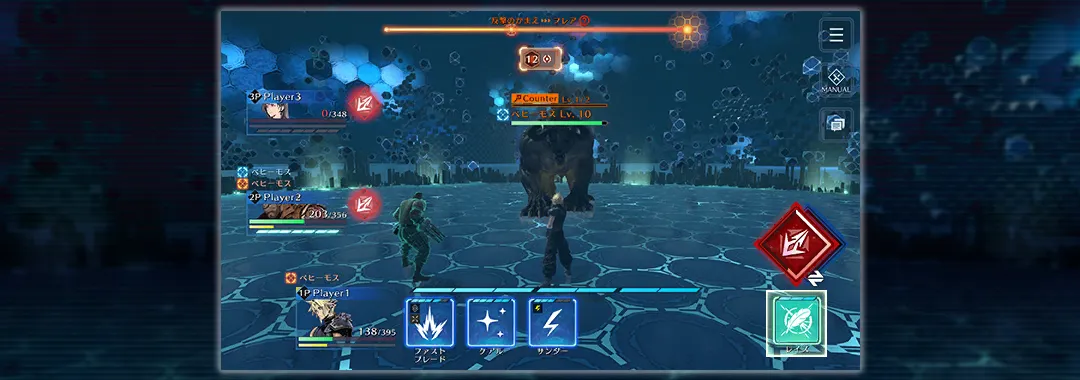 攻撃のかまえ フレア
12
MANUAL
3P Player3
0/348
Counter Lv. 12
ベヒーモス Lv. 10
ベヒーモス
ベヒーモス
2P Player2
203/356
ベヒーモス
1P Player1
138/395
ファスト
ブレード
ケアル
サンダー
レイズ